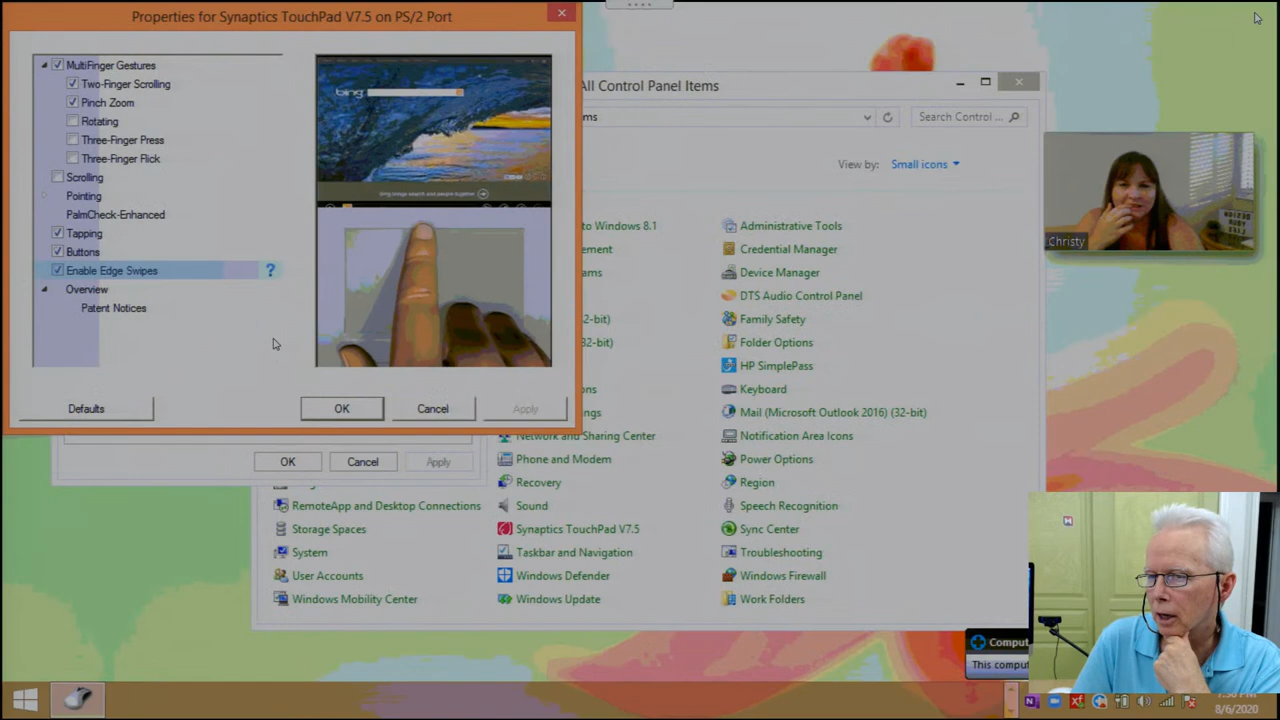 Properties for Synaptics TouchPad V7.5 on PS/2 Port
MultiFinger Gestures
Two-Finger Scrolling
Pinch Zoom
Rotating
Three-Finger Press
Three-Finger Flick
Scrolling
Pointing
PalmCheck-Enhanced
Tapping
Buttons
Enable Edge Swipes
?
Overview
Patent Notices
bing
Defaults
OK
Cancel
Apply
OK
Cancel
Apply
All Control Panel Items
Search Control ...
View by: Small icons
to Windows 8.1
Administrative Tools
Credential Manager
Device Manager
DTS Audio Control Panel
2-bit)
Family Safety
(32-bit)
Folder Options
HP SimplePass
Keyboard
Mail (Microsoft Outlook 2016) (32-bit)
Network and Sharing Center
Notification Area Icons
Phone and Modem
Power Options
Recovery
Region
RemoteApp and Desktop Connections
Sound
Speech Recognition
Storage Spaces
Synaptics TouchPad V7.5
Sync Center
System
Taskbar and Navigation
Troubleshooting
User Accounts
Windows Defender
Windows Firewall
Windows Mobility Center
Windows Update
Work Folders
Christy
Comput
This compu
8/6/2020